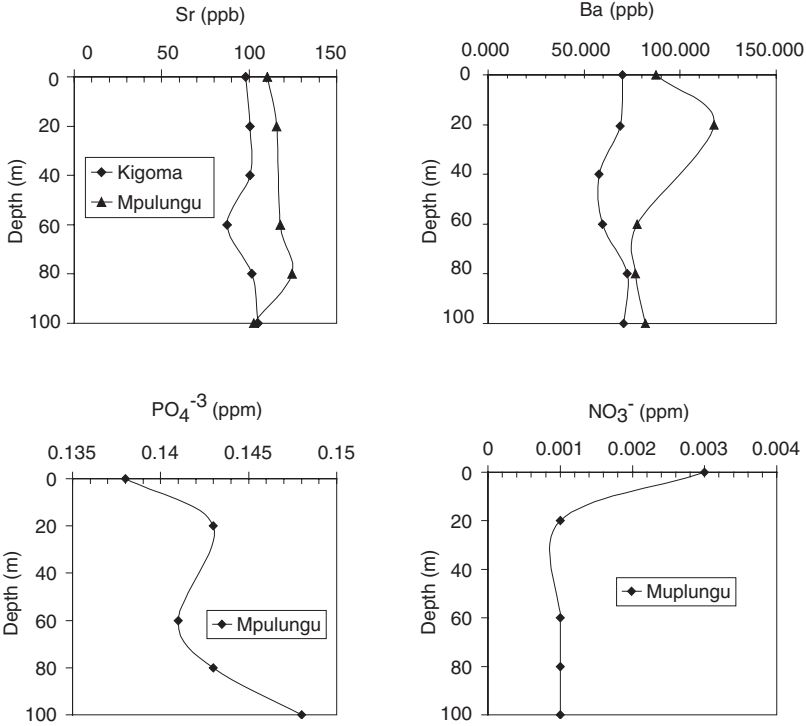 Sr (ppb)
0 0 50 100 150
0
20
40
60
80
100
Depth (m)
Kigoma
Mpulungu
Ba (ppb)
0.000 50.000 100.000 150.000
0
20
40
60
80
100
Depth (m)
PO4-3 (ppm)
0.135 0.14 0.145 0.15
0
20
40
60
80
100
Depth (m)
Mpulungu
NO3- (ppm)
0 0.001 0.002 0.003 0.004
0
20
40
60
80
100
Depth (m)
Muplungu